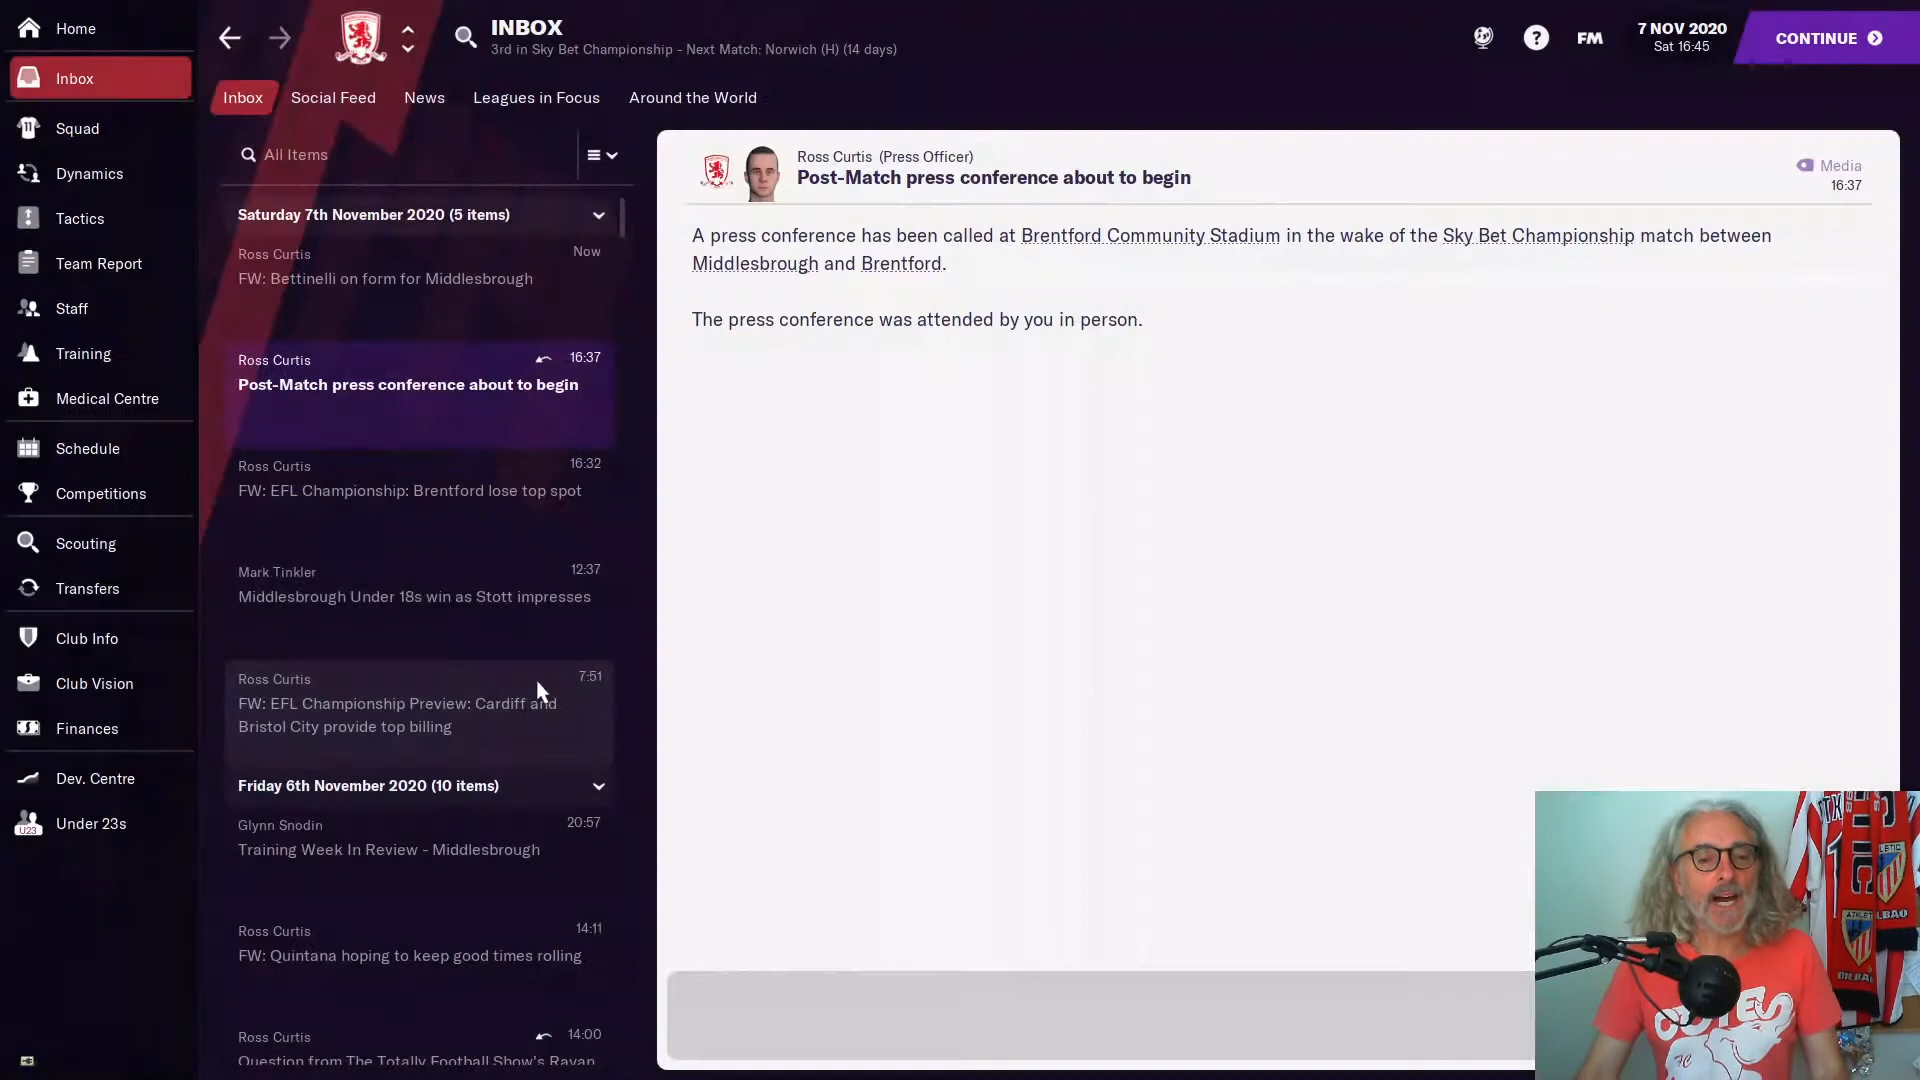 Home
Inbox
Squad
Dynamics
Tactics
Team Report
Staff
Training
Medical Centre
Schedule
Competitions
Scouting
Transfers
Club Info
Club Vision
Finances
Dev. Centre
U23 Under 23s
INBOX
3rd in Sky Bet Championship - Next Match: Norwich (H) (14 days)
FM
7 NOV 2020
Sat 16:45
CONTINUE
Inbox Social Feed News Leagues in Focus Around the World
All Items
Saturday 7th November 2020 (5 items)
Ross Curtis Now
FW: Bettinelli on form for Middlesbrough
Ross Curtis 16:37
Post-Match press conference about to begin
Ross Curtis 16:32
FW: EFL Championship: Brentford lose top spot
Mark Tinkler 12:37
Middlesbrough Under 18s win as Stott impresses
Ross Curtis 7:51
FW: EFL Championship Preview: Cardiff and
Bristol City provide top billing
Friday 6th November 2020 (10 items)
Glynn Snodin 20:57
Training Week In Review - Middlesbrough
Ross Curtis 14:11
FW: Quintana hoping to keep good times rolling
Ross Curtis 14:00
Question from The Totally Football Show's Rayan
Ross Curtis (Press Officer)
Post-Match press conference about to begin
Media
16:37
A press conference has been called at Brentford Community Stadium in the wake of the Sky Bet Championship match between
Middlesbrough and Brentford.
The press conference was attended by you in person.